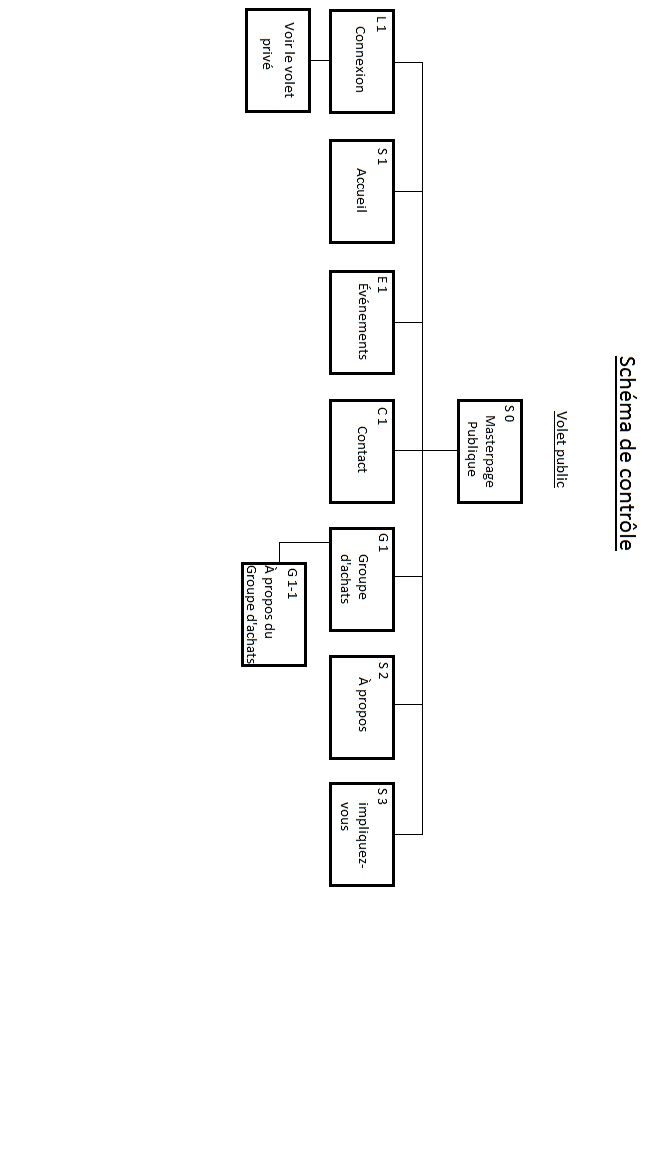 Schéma de contrôle
Volet public
S 0
Masterpage
Publique
L 1
Connexion
S 1
Accueil
E 1
Événements
C 1
Contact
G 1
Groupe
d'achats
S 2
À propos
S 3
impliquez-
vous
Voir le volet
privé
G 1-1
À propos du
Groupe d'achats